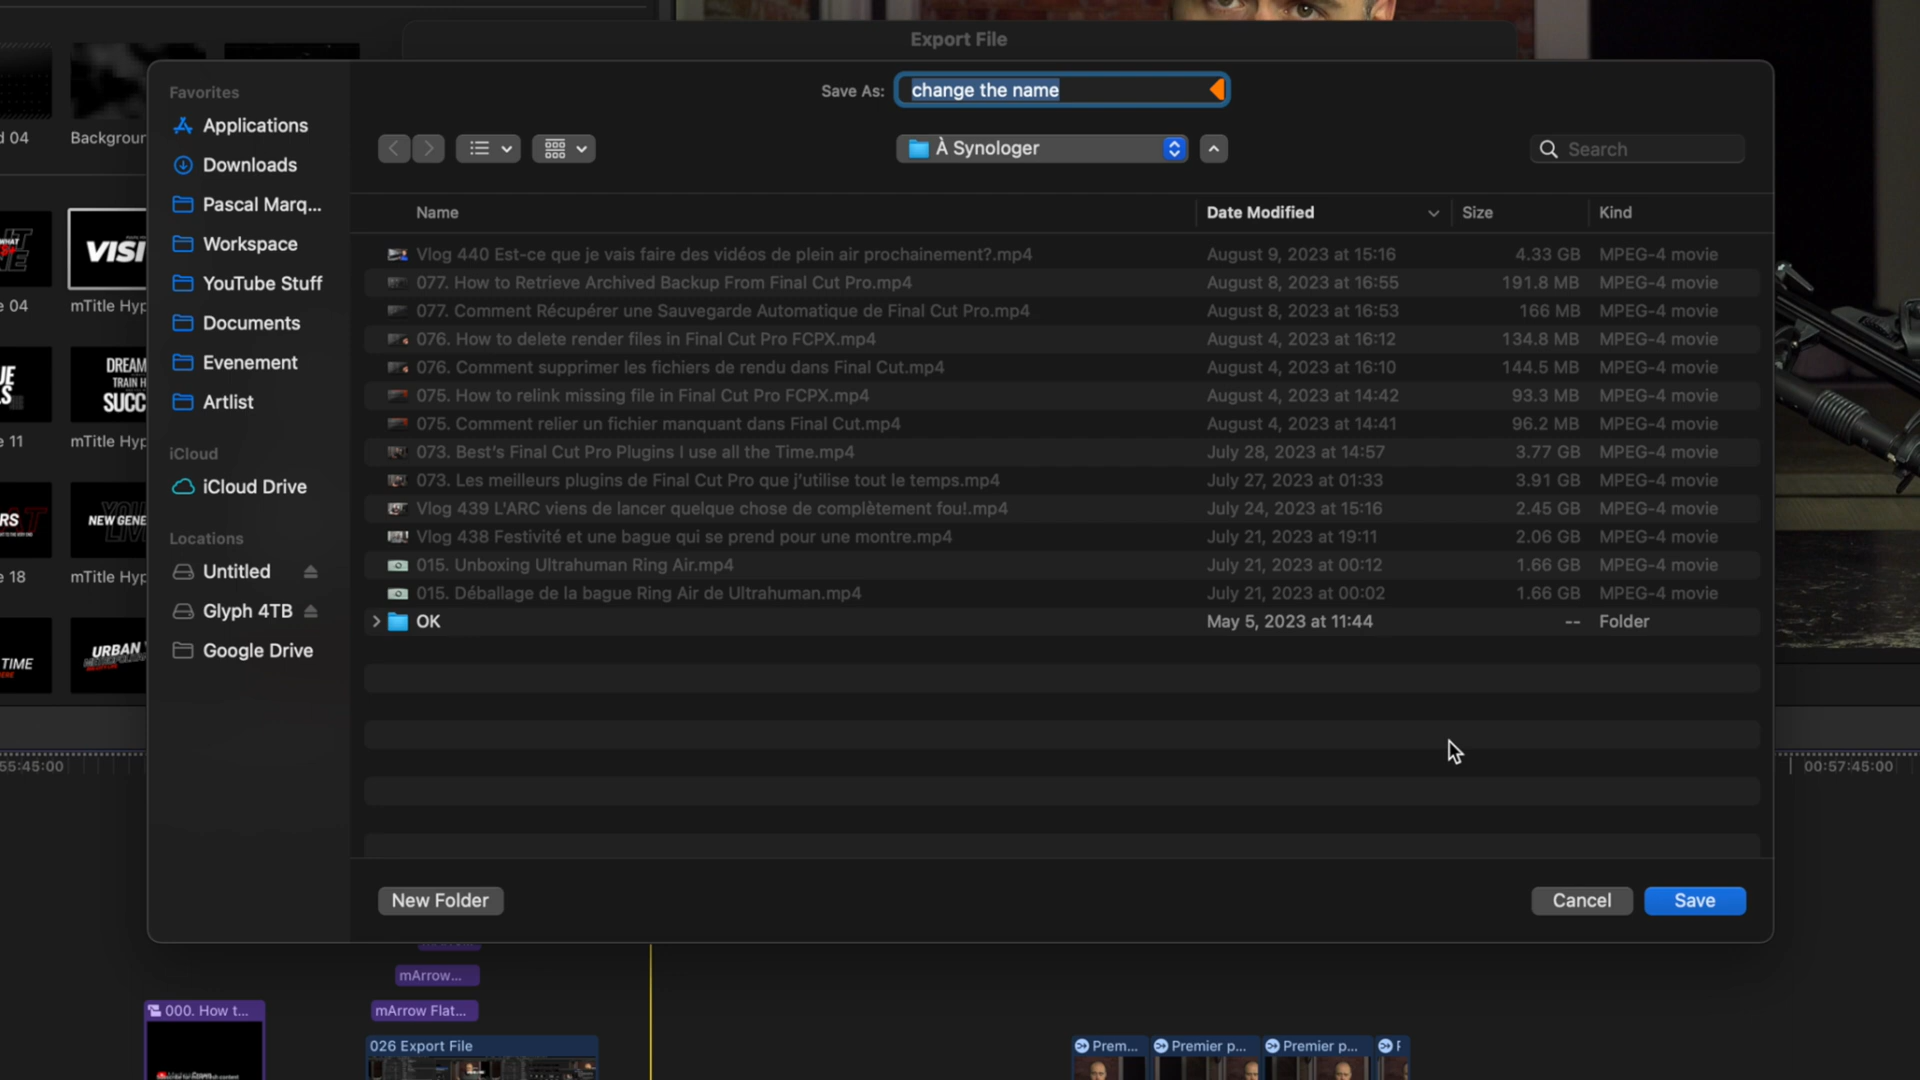 Export File
Save As: change the name
À Synologer
Search
Favorites
Applications
Downloads
Pascal Marq...
Workspace
YouTube Stuff
Documents
Evenement
Artlist
iCloud
iCloud Drive
Locations
Untitled
Glyph 4TB
Google Drive
Name Date Modified Size Kind
Vlog 440 Est-ce que je vais faire des vidéos de plein air prochainement?.mp4 August 9, 2023 at 15:16 4.33 GB MPEG-4 movie
077. How to Retrieve Archived Backup From Final Cut Pro.mp4 August 8, 2023 at 16:55 191.8 MB MPEG-4 movie
077. Comment Récupérer une Sauvegarde Automatique de Final Cut Pro.mp4 August 8, 2023 at 16:53 166 MB MPEG-4 movie
076. How to delete render files in Final Cut Pro FCPX.mp4 August 4, 2023 at 16:12 134.8 MB MPEG-4 movie
076. Comment supprimer les fichiers de rendu dans Final Cut.mp4 August 4, 2023 at 16:10 144.5 MB MPEG-4 movie
075. How to relink missing file in Final Cut Pro FCPX.mp4 August 4, 2023 at 14:42 93.3 MB MPEG-4 movie
075. Comment relier un fichier manquant dans Final Cut.mp4 August 4, 2023 at 14:41 96.2 MB MPEG-4 movie
073. Best's Final Cut Pro Plugins I use all the Time.mp4 July 28, 2023 at 14:57 3.77 GB MPEG-4 movie
073. Les meilleurs plugins de Final Cut Pro que j'utilise tout le temps.mp4 July 27, 2023 at 01:33 3.91 GB MPEG-4 movie
Vlog 439 L'ARC viens de lancer quelque chose de complètement fou!.mp4 July 24, 2023 at 15:16 2.45 GB MPEG-4 movie
Vlog 438 Festivité et une bague qui se prend pour une montre.mp4 July 21, 2023 at 19:11 2.06 GB MPEG-4 movie
015. Unboxing Ultrahuman Ring Air.mp4 July 21, 2023 at 00:12 1.66 GB MPEG-4 movie
015. Déballage de la bague Ring Air de Ultrahuman.mp4 July 21, 2023 at 00:02 1.66 GB MPEG-4 movie
OK May 5, 2023 at 11:44 -- Folder
New Folder Cancel Save
d 04 Backgroun
VISI
e 04 mTitle Hyp
DREAM
TRAIN H
SUCC
e 11 mTitle Hyp
RS NEW GENE
e 18 mTitle Hyp
TIME URBAN
55:45:00 00:57:45:00
mArrow...
000. How t... mArrow Flat...
026 Export File Prem... Premier p... Premier p...